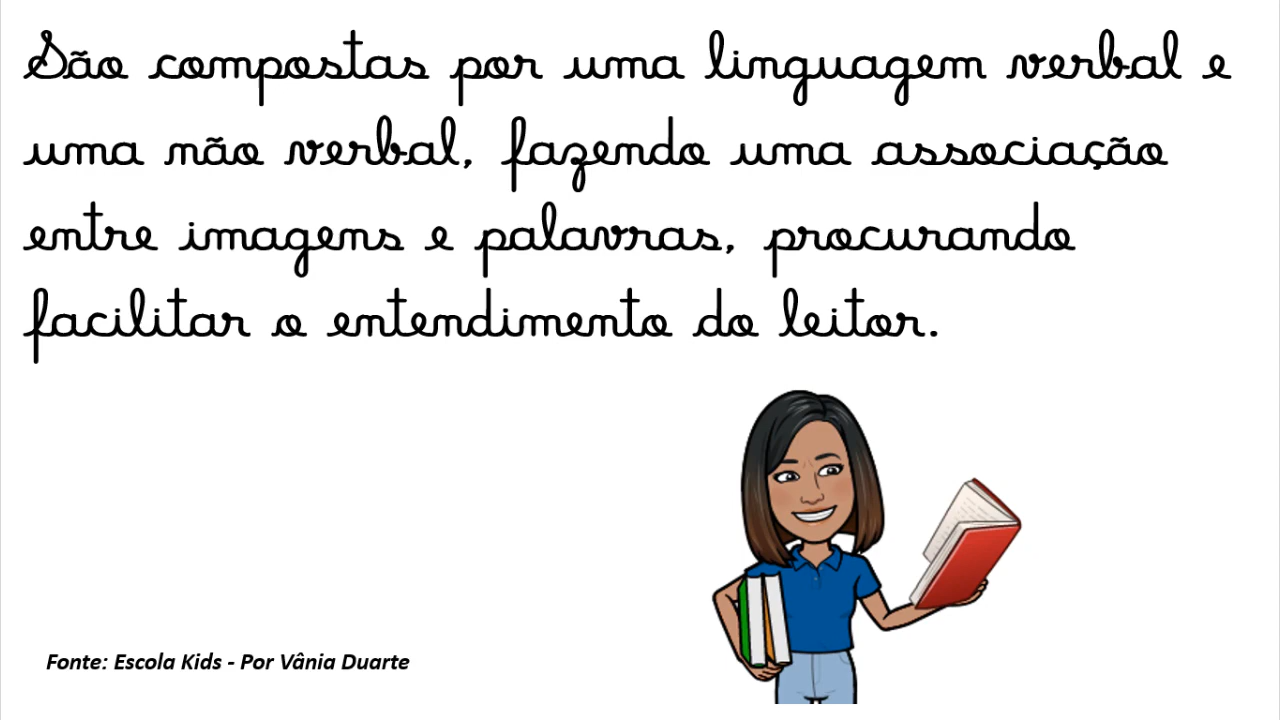 São compostas por uma linguagem verbal e
uma não verbal, fazendo uma associação
entre imagens e palavras, procurando
facilitar o entendimento do leitor.
Fonte: Escola Kids - Por Vânia Duarte